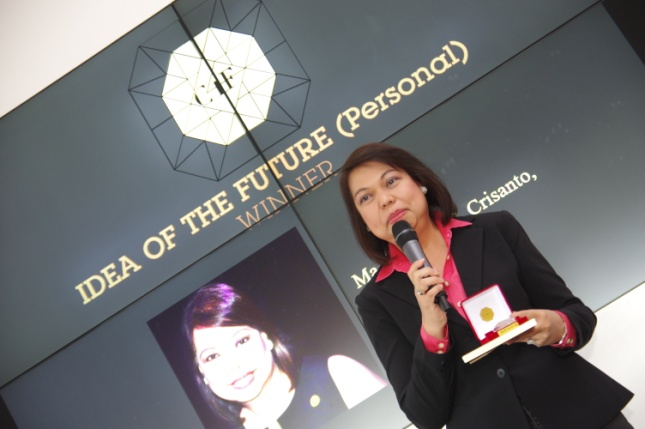 IDEA OF THE FUTURE (Personal)
WINNER
Crisanto,